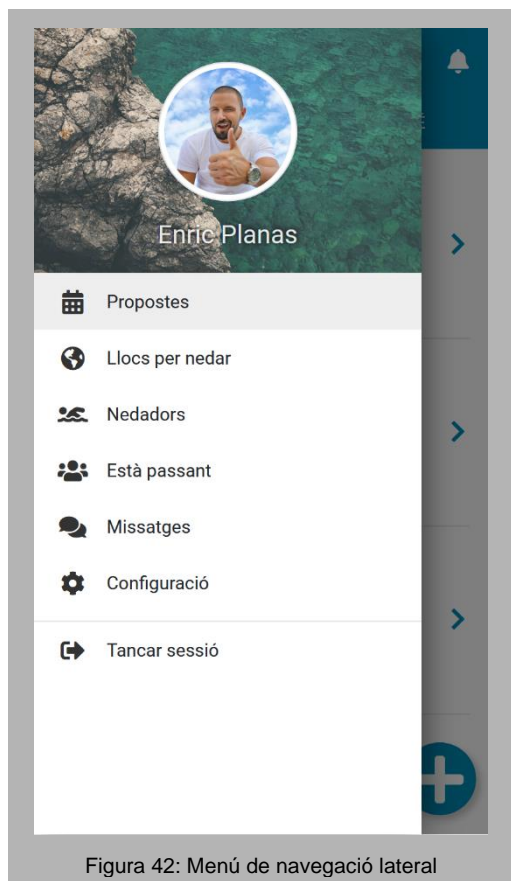 Enric Planas
Propostes
Llocs per nedar
Nedadors
Està passant
Missatges
Configuració
Tancar sessió
Figura 42: Menú de navegació lateral